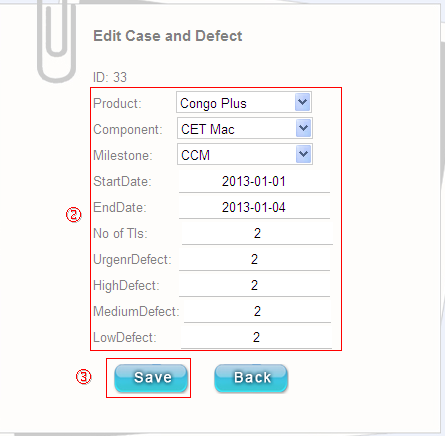 Edit Case and Defect
ID: 33
Product: Congo Plus
Component: CET Mac
Milestone: CCM
StartDate: 2013-01-01
② EndDate: 2013-01-04
No of TIs: 2
UrgenrDefect: 2
HighDefect: 2
MediumDefect: 2
LowDefect: 2
③ Save Back